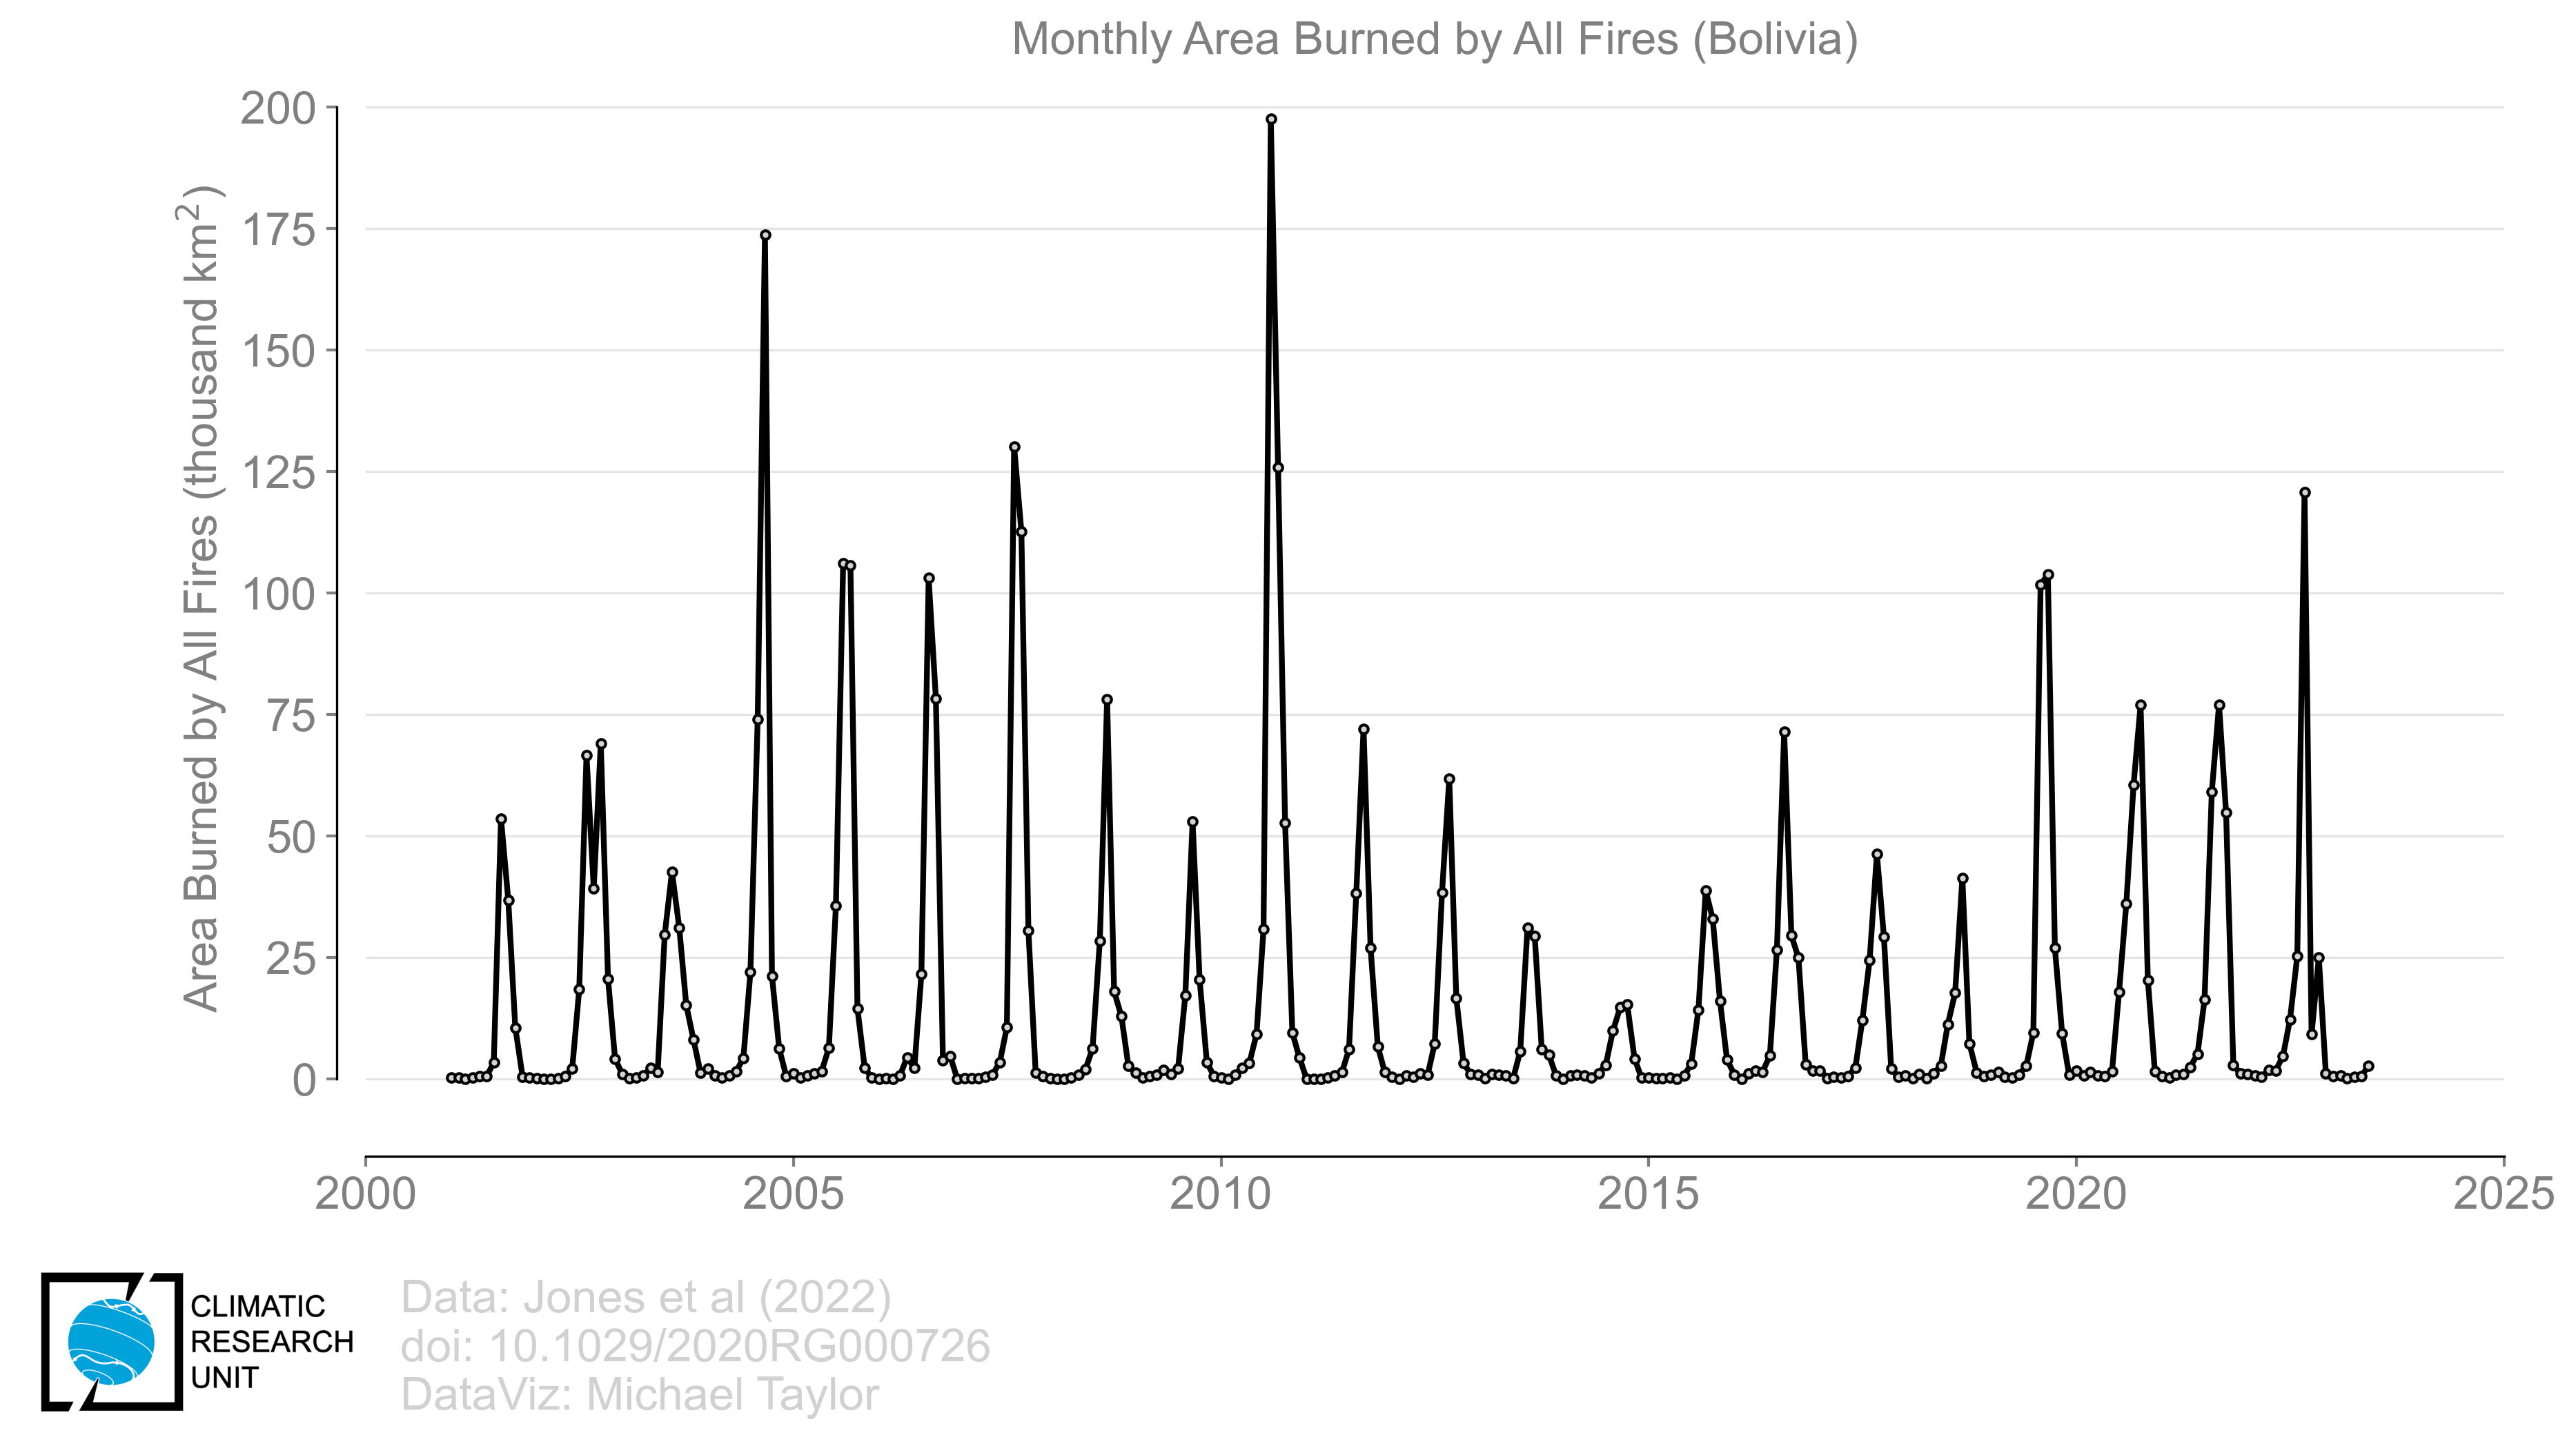 Monthly Area Burned by All Fires (Bolivia)
Area Burned by All Fires (thousand km²)
200
175
150
125
100
75
50
25
0
2000 2005 2010 2015 2020 2025
CLIMATIC
RESEARCH
UNIT
Data: Jones et al (2022)
doi: 10.1029/2020RG000726
DataViz: Michael Taylor